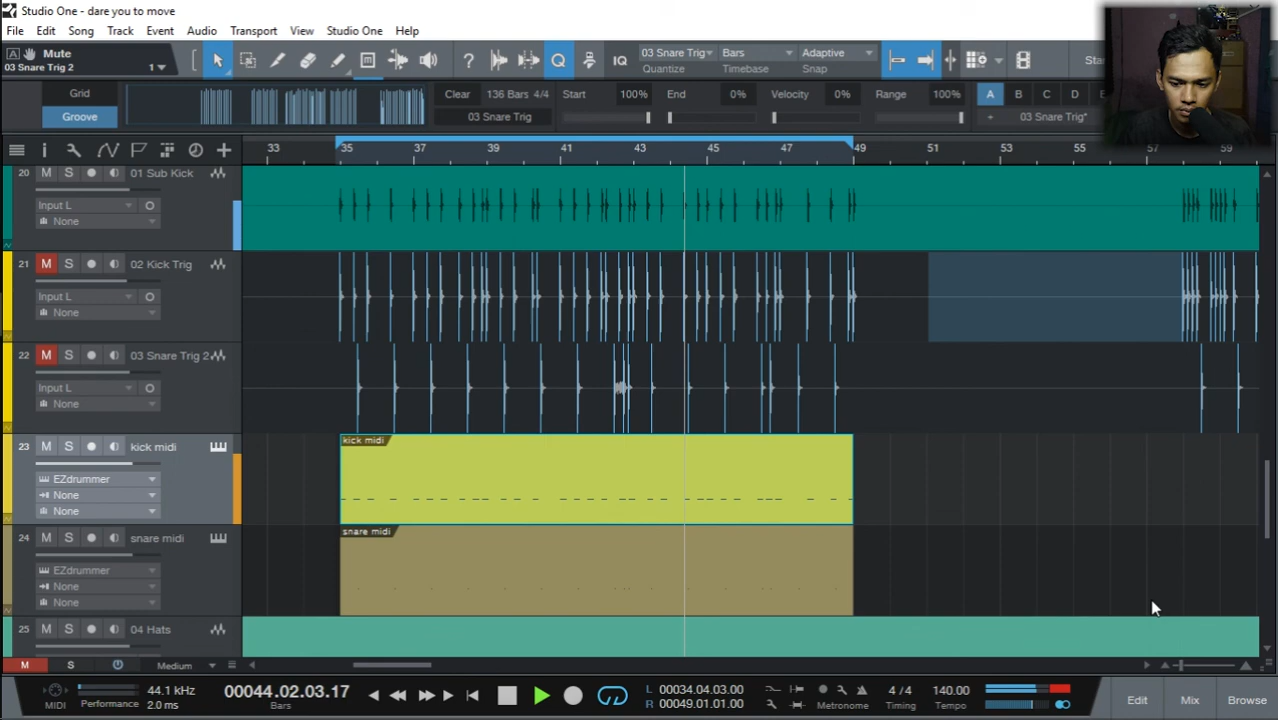 Studio One - dare you to move
File Edit Song Track Event Audio Transport View Studio One Help
A Mute
03 Snare Trig 2 1
? Q IQ 03 Snare Trig Bars Adaptive
Quantize Timebase Snap
Grid Clear 136 Bars 4/4 Start 100% End 0% Velocity 0% Range 100% A B C D
Groove 03 Snare Trig 03 Snare Trig*
33 35 37 39 41 43 45 47 49 51 53 55 57 59
20 M S 01 Sub Kick
Input L
None
21 M S 02 Kick Trig
Input L
None
22 M S 03 Snare Trig 2
Input L
None
23 M S kick midi
EZdrummer
None
None
kick midi
24 M S snare midi
EZdrummer
None
None
snare midi
25 M S 04 Hats
M S Medium
MIDI Performance 44.1 kHz
2.0 ms
00044.02.03.17
Bars
L 00034.04.03.00
R 00049.01.01.00
Metronome
4 / 4
Timing
140.00
Tempo
Edit Mix Browse